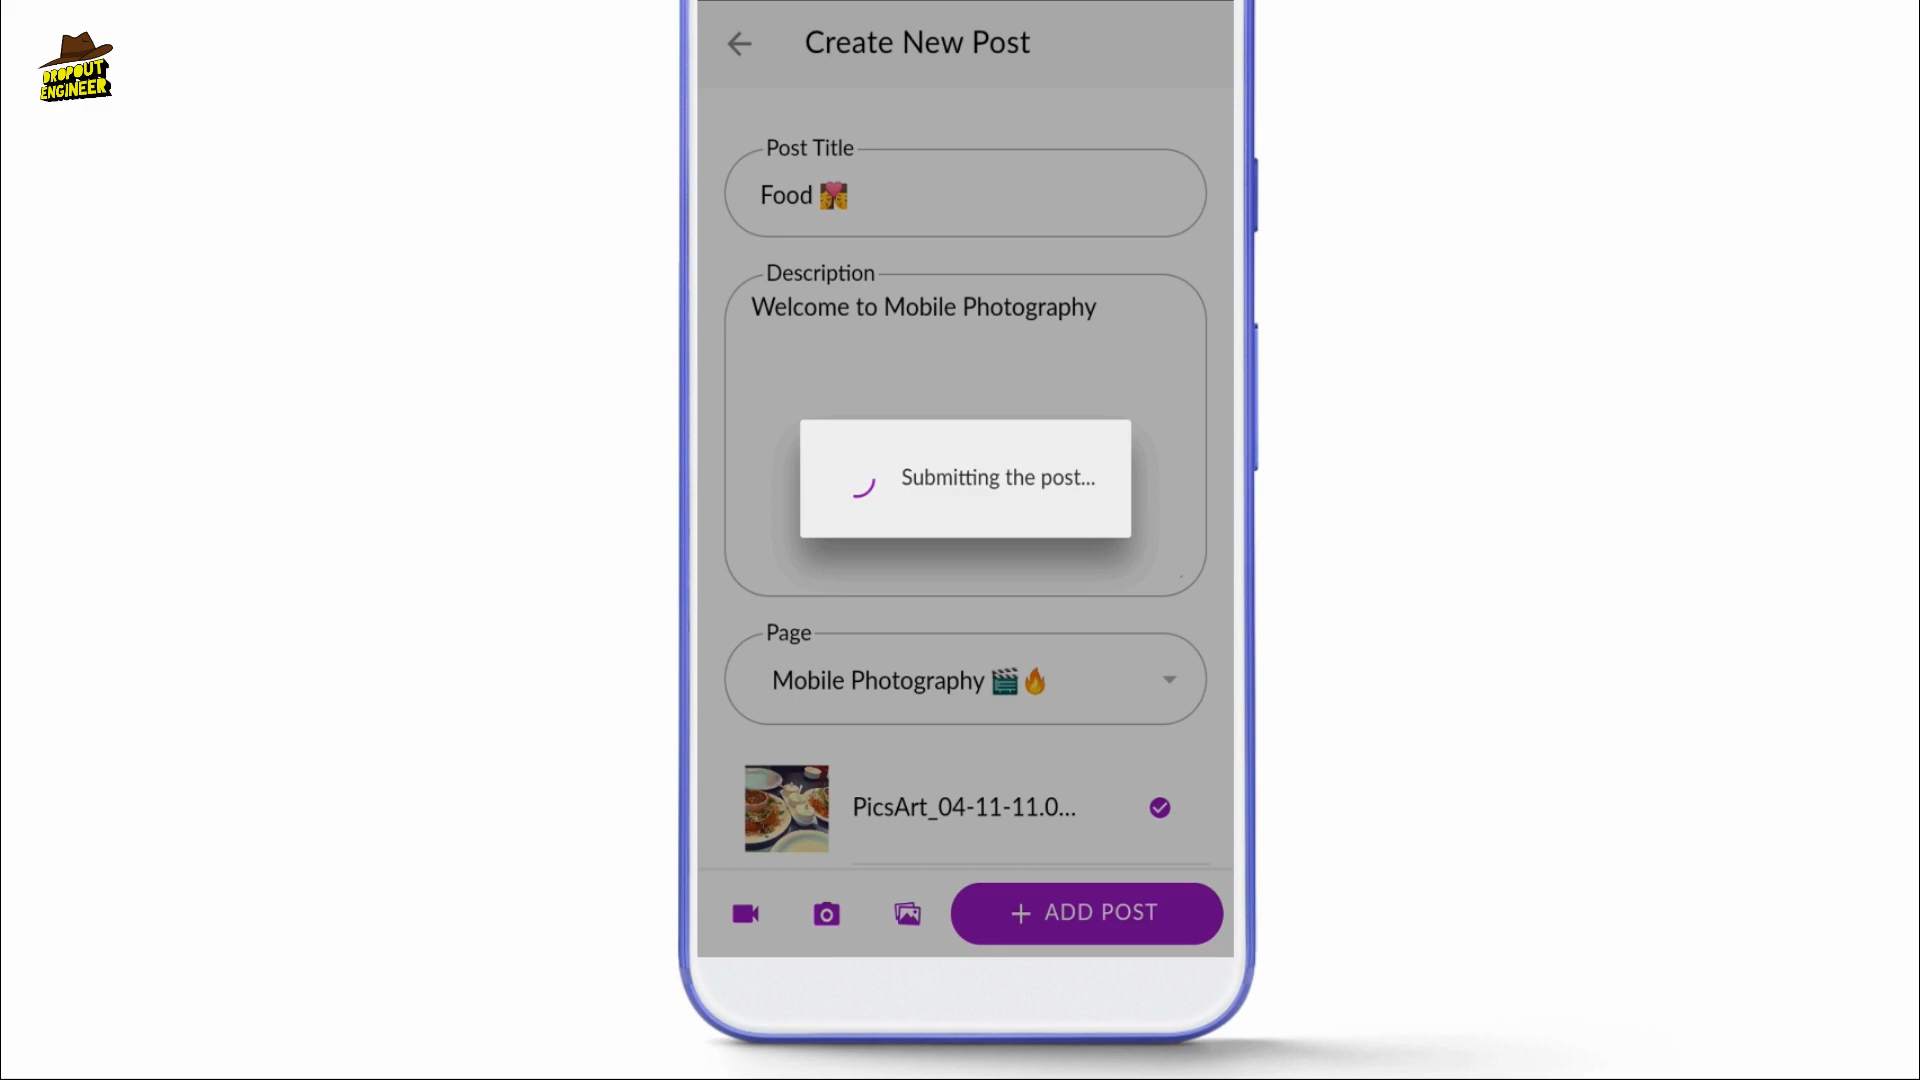 DROPOUT
ENGINEER
Create New Post
Post Title
Food 💏
Description
Welcome to Mobile Photography
Submitting the post...
Page
Mobile Photography 🎬🔥
PicsArt_04-11-11.0...
+ ADD POST